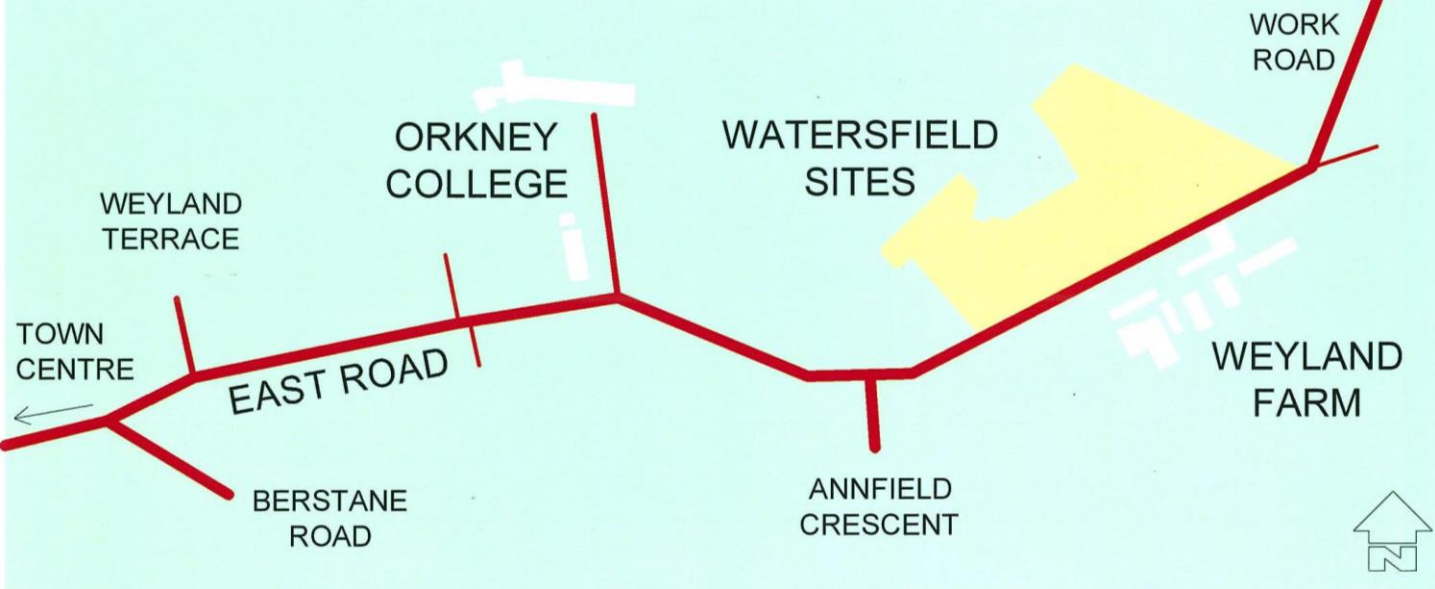 WORK
ROAD
ORKNEY
COLLEGE
WATERSFIELD
SITES
WEYLAND
TERRACE
TOWN
CENTRE
EAST ROAD
WEYLAND
FARM
BERSTANE
ROAD
ANNFIELD
CRESCENT
N